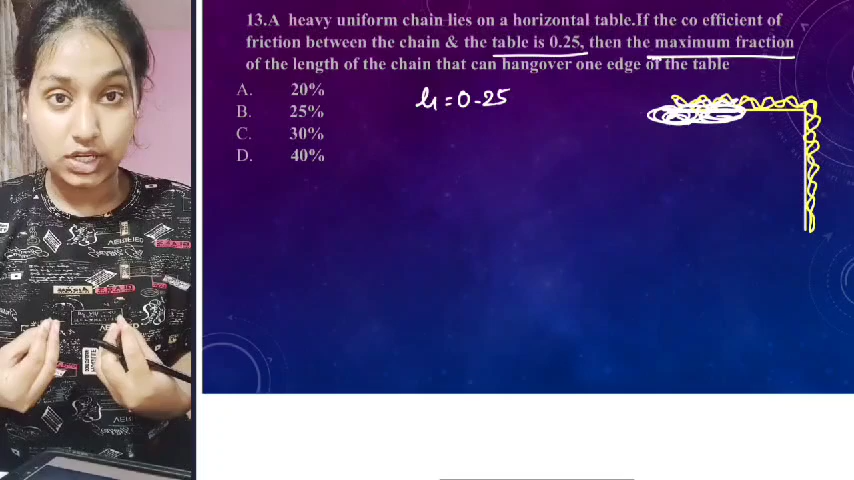 13.A heavy uniform chain lies on a horizontal table.If the co efficient of
friction between the chain & the table is 0.25, then the maximum fraction
of the length of the chain that can hangover one edge of the table
A. 20%
B. 25%
C. 30%
D. 40%
μ = 0.25